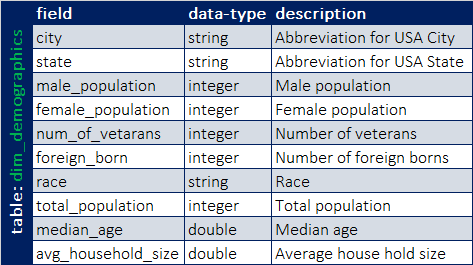 table: dim_demographics
field data-type description
city string Abbreviation for USA City
state string Abbreviation for USA State
male_population integer Male population
female_population integer Female population
num_of_vetarans integer Number of veterans
foreign_born integer Number of foreign borns
race string Race
total_population integer Total population
median_age double Median age
avg_household_size double Average house hold size